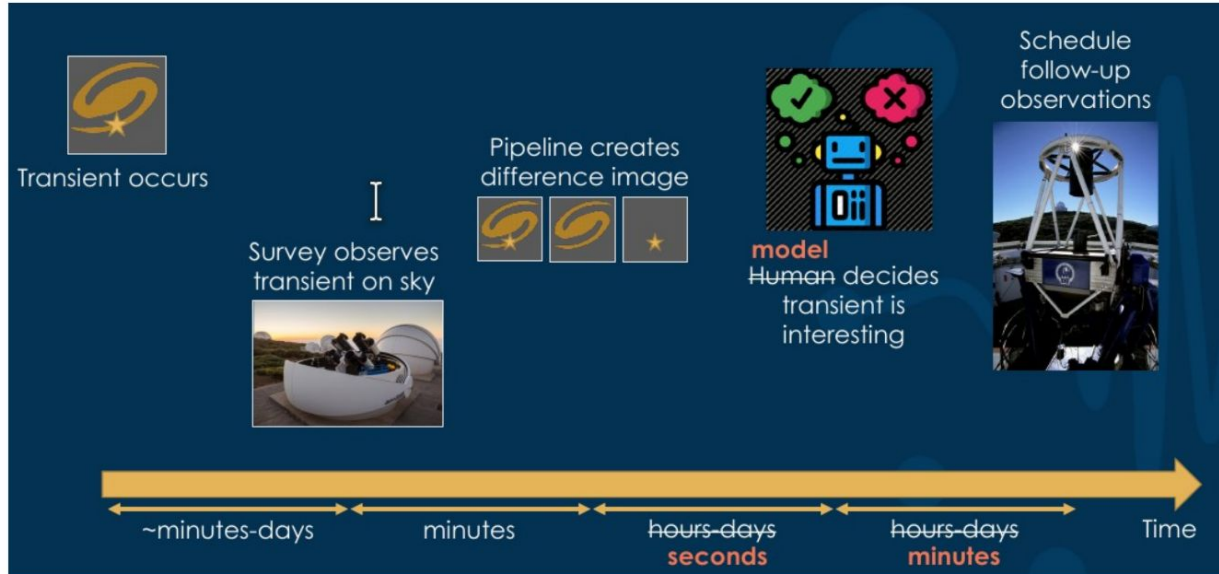 Transient occurs
Survey observes
transient on sky
Pipeline creates
difference image
model
Human decides
transient is
interesting
Schedule
follow-up
observations
~minutes-days
minutes
hours-days
seconds
hours-days
minutes
Time